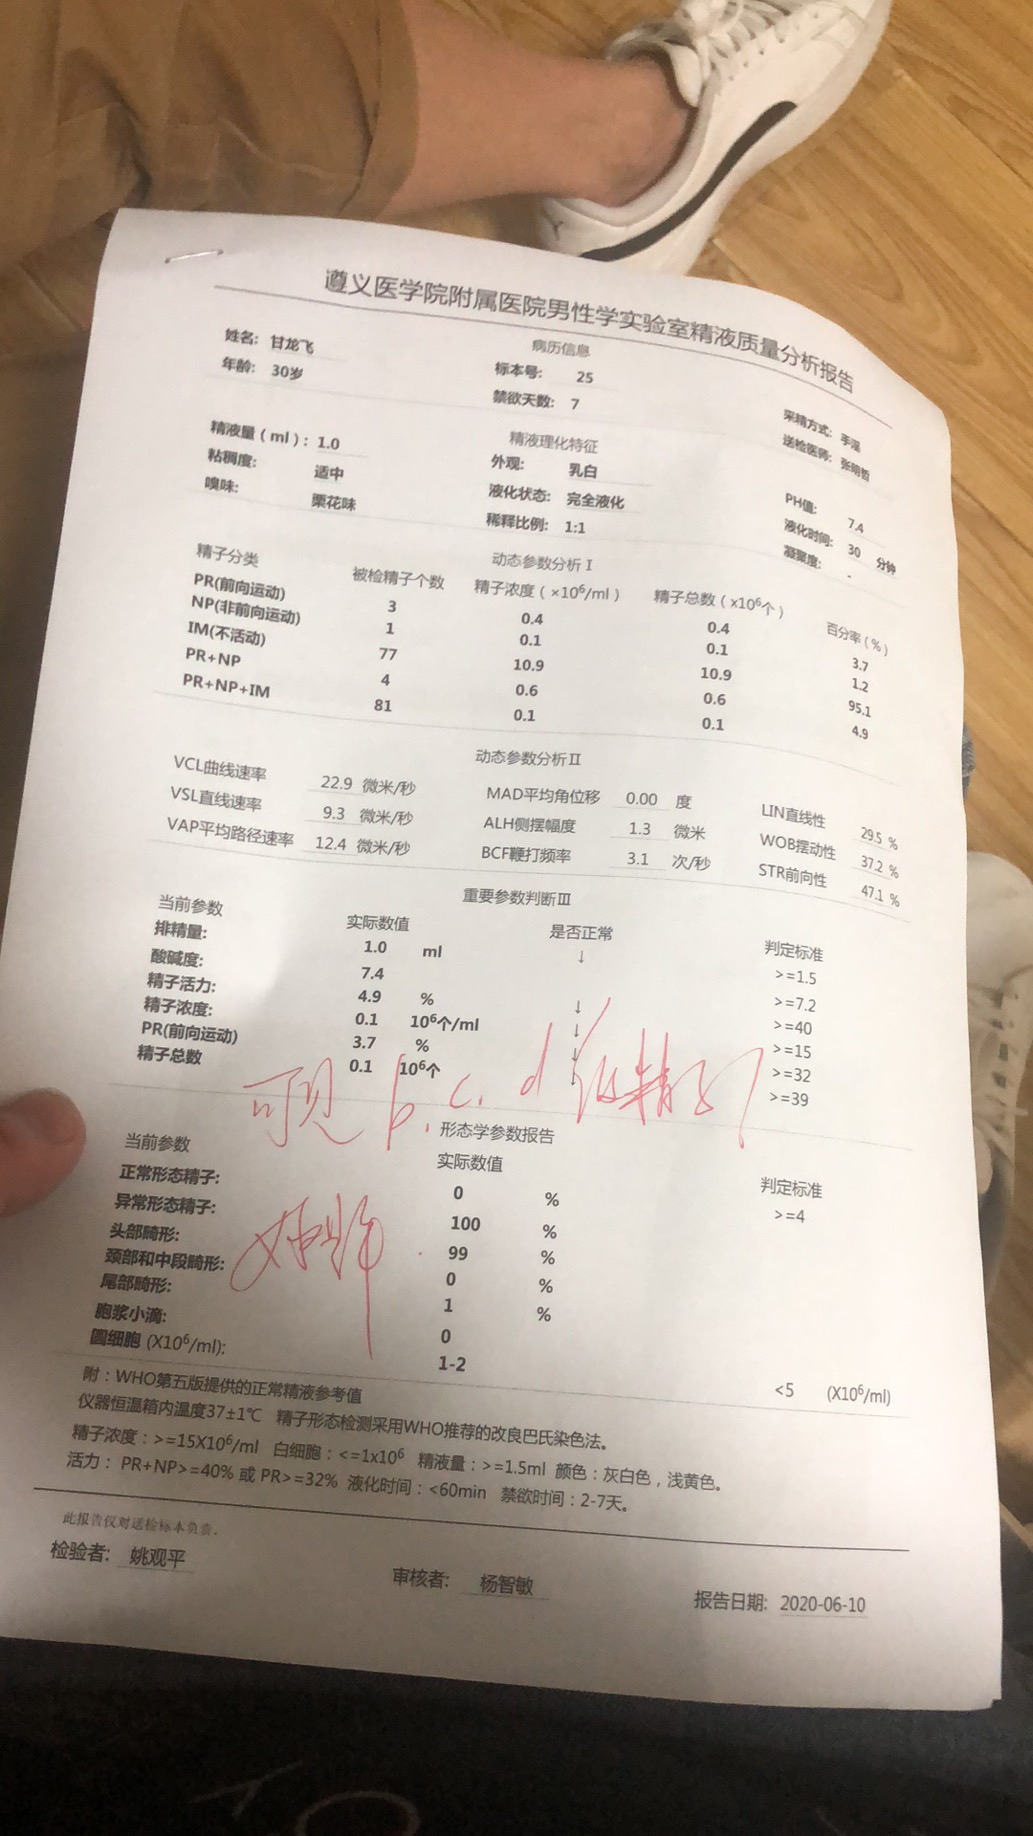 遵义医学院附属医院男性学实验室精液质量分析报告
病历信息
姓名: 甘龙飞 标本号: 25 采精方式: 手淫
年龄: 30岁 禁欲天数: 7 送检医师:
精液理化特征
精液量(ml): 1.0 外观: 乳白 PH值: 7.4
粘稠度: 适中 液化状态: 完全液化 液化时间: 30 分钟
嗅味: 栗花味 稀释比例: 1:1 凝聚度: -
动态参数分析Ⅰ
精子分类 被检精子个数 精子浓度(×10⁶/ml) 精子总数(x10⁶个) 百分率(%)
PR(前向运动) 3 0.4 0.4 3.7
NP(非前向运动) 1 0.1 0.1 1.2
IM(不活动) 77 10.9 10.9 95.1
PR+NP 4 0.6 0.6 4.9
PR+NP+IM 81 0.1 0.1
动态参数分析Ⅱ
VCL曲线速率 22.9 微米/秒 MAD平均角位移 0.00 度 LIN直线性 29.5 %
VSL直线速率 9.3 微米/秒 ALH侧摆幅度 1.3 微米 WOB摆动性 37.2 %
VAP平均路径速率 12.4 微米/秒 BCF鞭打频率 3.1 次/秒 STR前向性 47.1 %
重要参数判断Ⅲ
当前参数 实际数值 是否正常 判定标准
排精量: 1.0 ml ↓ >=1.5
酸碱度: 7.4 >=7.2
精子活力: 4.9 % ↓ >=40
精子浓度: 0.1 10⁶个/ml ↓ >=15
PR(前向运动) 3.7 % ↓ >=32
精子总数 0.1 10⁶个 ↓ >=39
可见 b.c.d 级精子
形态学参数报告
当前参数 实际数值 判定标准
正常形态精子: 0 % >=4
异常形态精子: 100 %
头部畸形: 99 %
颈部和中段畸形: 0 %
尾部畸形: 1 %
胞浆小滴: 0
圆细胞 (X10⁶/ml): 1-2 <5 (X10⁶/ml)
附:WHO第五版提供的正常精液参考值
仪器恒温箱内温度37±1℃ 精子形态检测采用WHO推荐的改良巴氏染色法。
精子浓度:>=15X10⁶/ml 白细胞:<=1x10⁶ 精液量:>=1.5ml 颜色:灰白色,浅黄色。
活力:PR+NP>=40% 或 PR>=32% 液化时间:<60min 禁欲时间:2-7天。
此报告仅对送检标本负责.
检验者: 姚观平 审核者: 杨智敏 报告日期: 2020-06-10